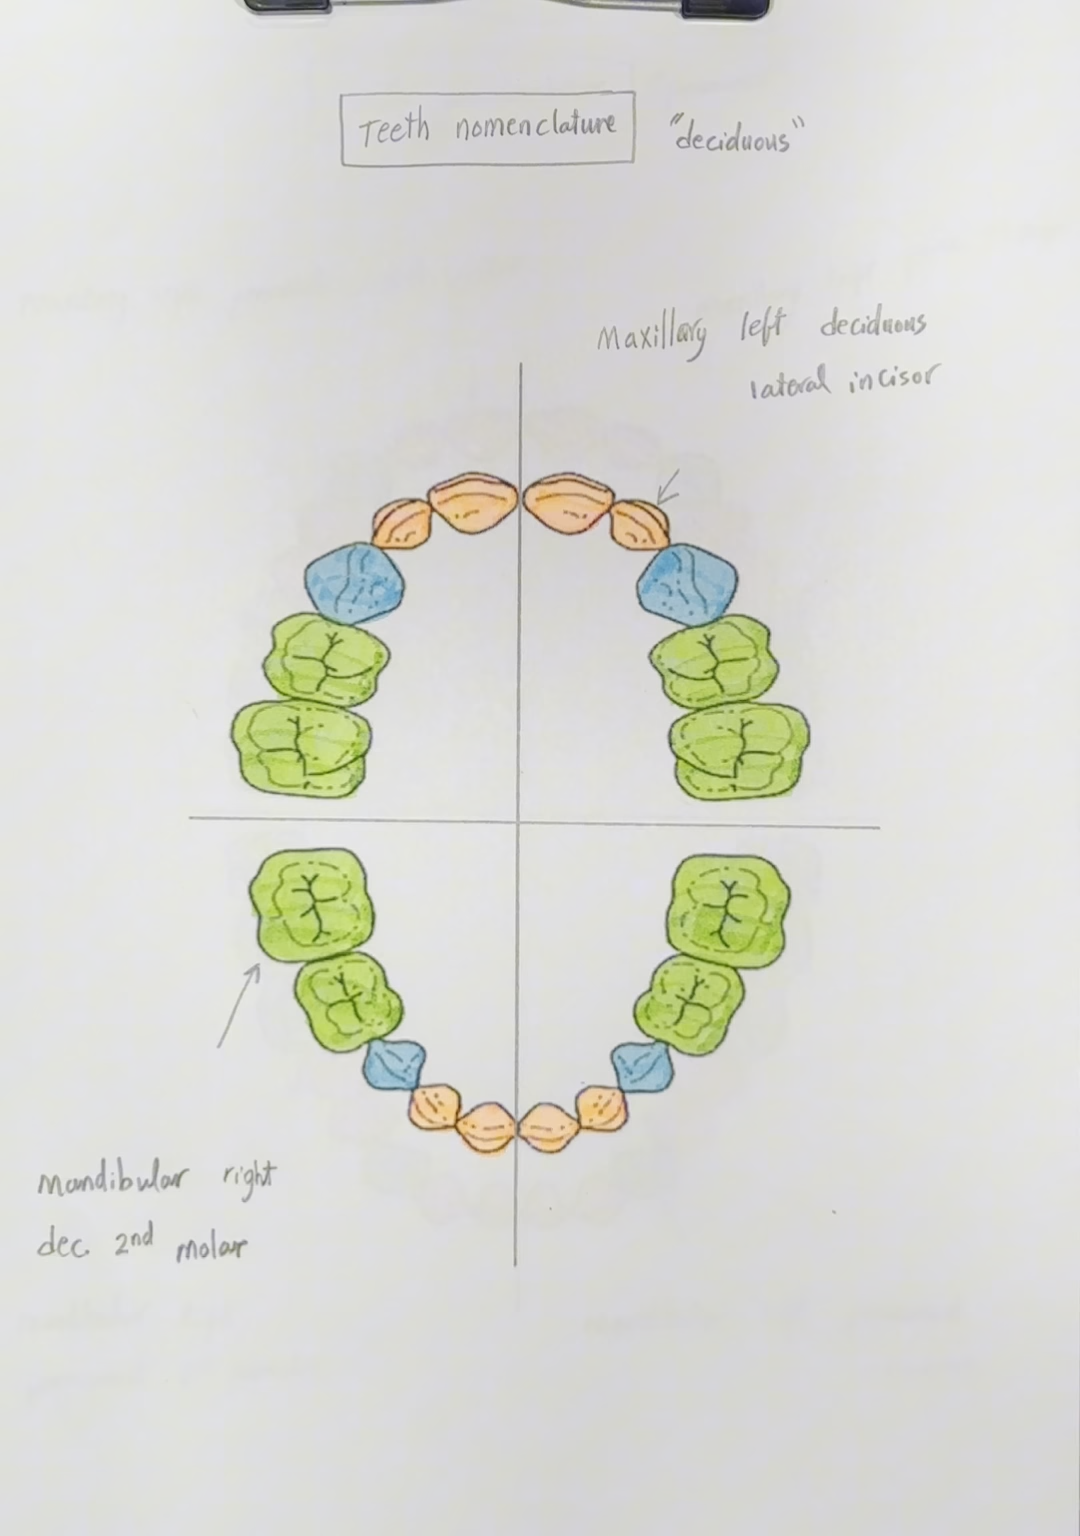 Teeth nomenclature "deciduous"
Maxillary left deciduous
lateral incisor
Mandibular right
dec. 2nd molar